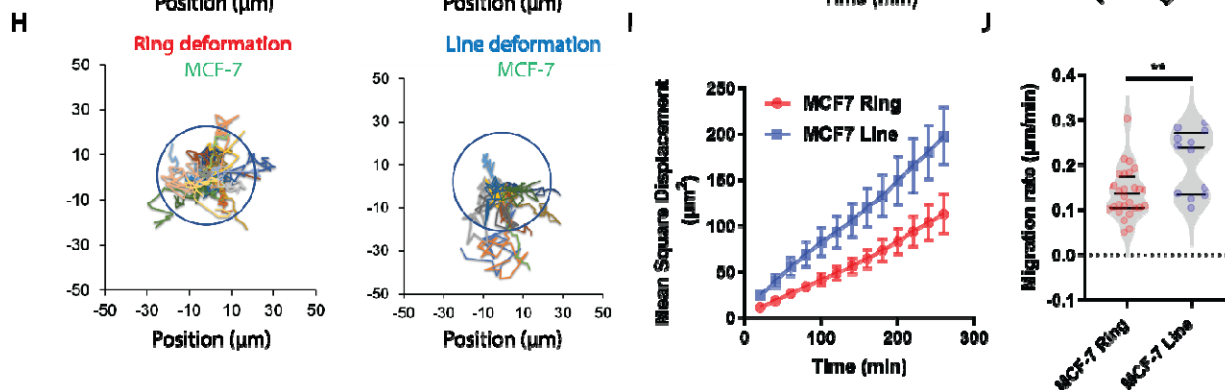 Position (µm)
Position (µm)
Time (min)
H
I
J
Ring deformation
MCF-7
50
30
10
-10
30
-50
-50
-30
-10
10
30
50
Position (µm)
Line deformation
MCF-7
50
30
10
-10
-30
-50
-50
-30
-10
10
30
50
Position (µm)
Mean Square Displacement
(µm²)
250
200
150
100
50
0
0
100
200
300
Time (min)
MCF7 Ring
MCF7 Line
Migration rate (µm/min)
0.4
0.3
0.2
0.1
0.0
-0.1
**
MCF-7 Ring
MCF-7 Line